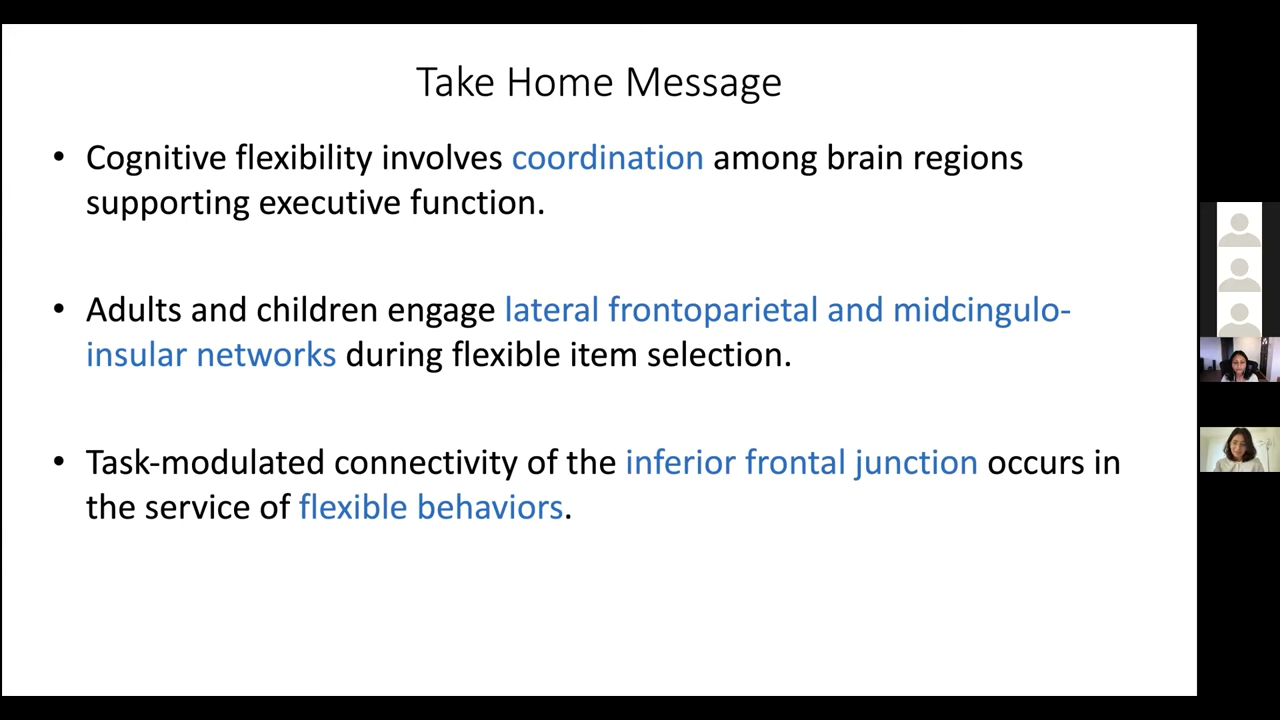 Take Home Message
• Cognitive flexibility involves coordination among brain regions
supporting executive function.
• Adults and children engage lateral frontoparietal and midcingulo-
insular networks during flexible item selection.
• Task-modulated connectivity of the inferior frontal junction occurs in
the service of flexible behaviors.